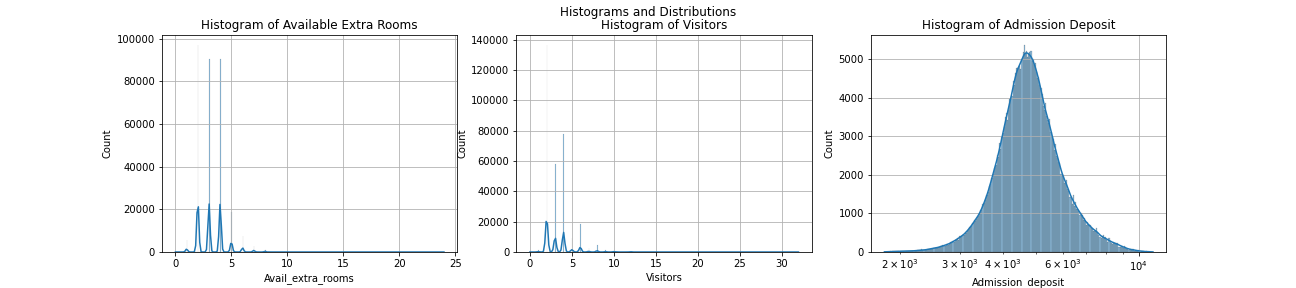 Histograms and Distributions
Histogram of Available Extra Rooms
100000
80000
60000
40000
20000
0
Count
0 5 10 15 20 25
Avail_extra_rooms
Histogram of Visitors
140000
120000
100000
80000
60000
40000
20000
0
Count
0 5 10 15 20 25 30
Visitors
Histogram of Admission Deposit
5000
4000
3000
2000
1000
0
Count
2 × 10³ 3 × 10³ 4 × 10³ 6 × 10³ 10⁴
Admission_deposit